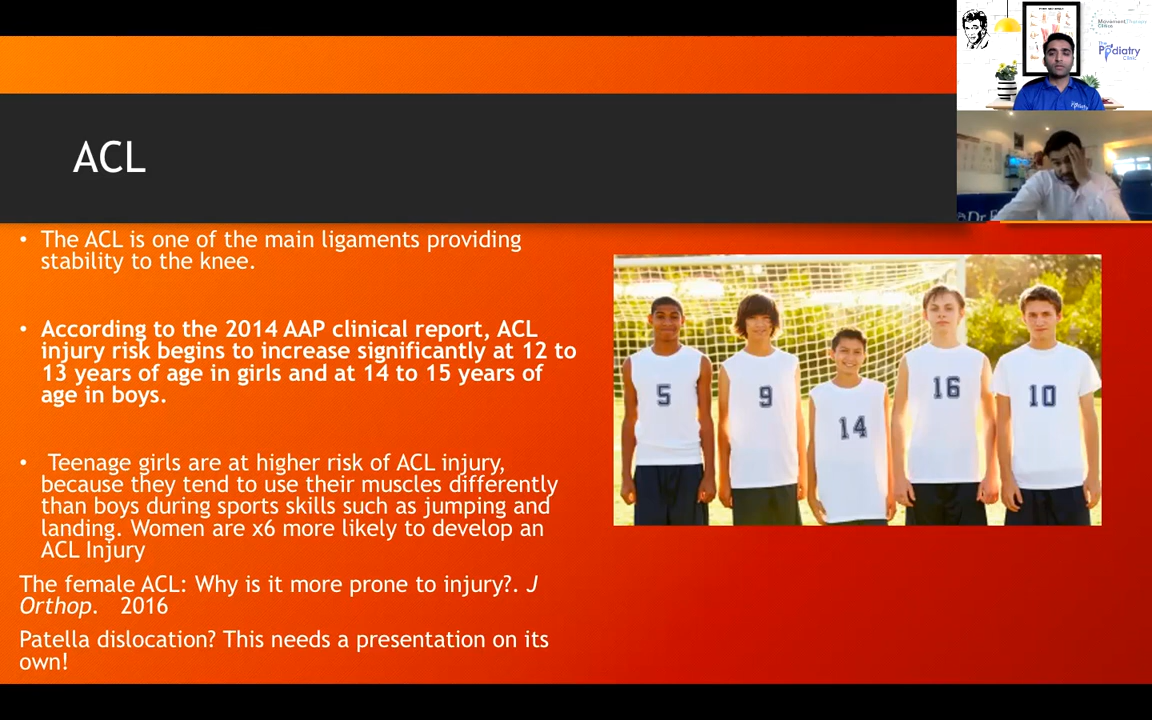 Movement Therapy
Clinics
The
Podiatry
Clinic
ACL
• The ACL is one of the main ligaments providing
stability to the knee.
• According to the 2014 AAP clinical report, ACL
injury risk begins to increase significantly at 12 to
13 years of age in girls and at 14 to 15 years of
age in boys.
• Teenage girls are at higher risk of ACL injury,
because they tend to use their muscles differently
than boys during sports skills such as jumping and
landing. Women are x6 more likely to develop an
ACL Injury
The female ACL: Why is it more prone to injury?. J
Orthop. 2016
Patella dislocation? This needs a presentation on its
own!
5
9
14
16
10